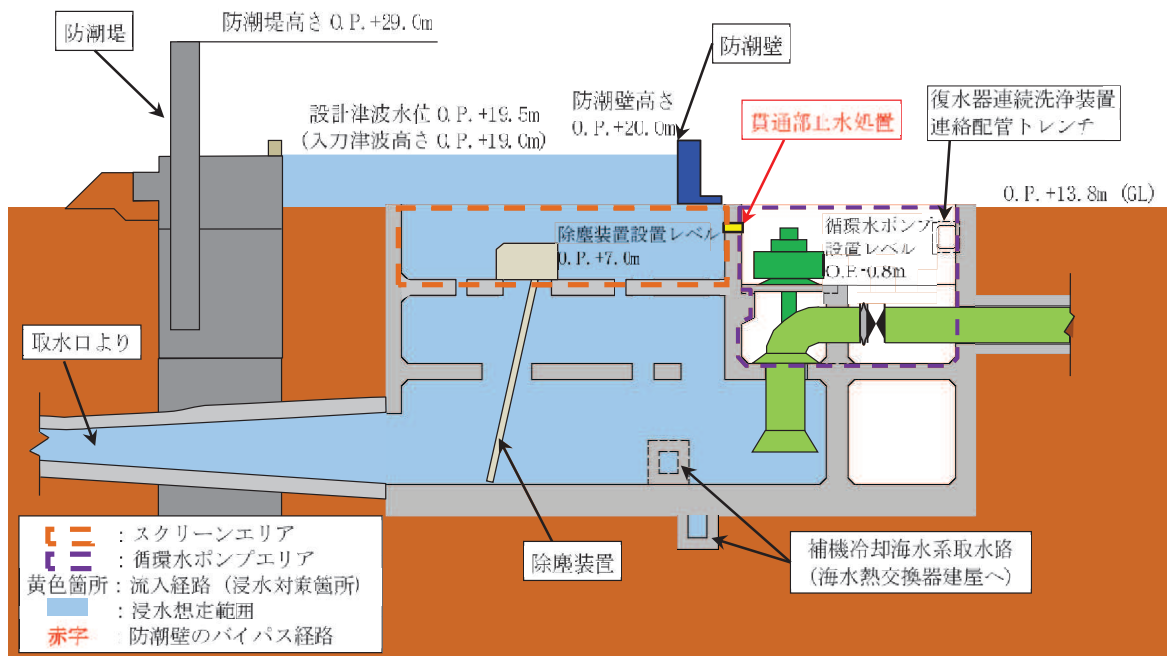 防潮堤高さ O.P.+29.0m
防潮堤
防潮壁
設計津波水位 O.P.+19.5m
(入力津波高さ O.P.+19.0m)
防潮壁高さ
O.P.+20.0m
貫通部止水処置
復水器連続洗浄装置
連絡配管トレンチ
O.P.+13.8m (GL)
除塵装置設置レベル
O.P.+7.0m
循環水ポンプ
設置レベル
O.P.-0.8m
取水口より
: スクリーンエリア
: 循環水ポンプエリア
黄色箇所 : 流入経路 (浸水対策箇所)
: 浸水想定範囲
赤字 : 防潮壁のバイパス経路
除塵装置
補機冷却海水系取水路
(海水熱交換器建屋へ)